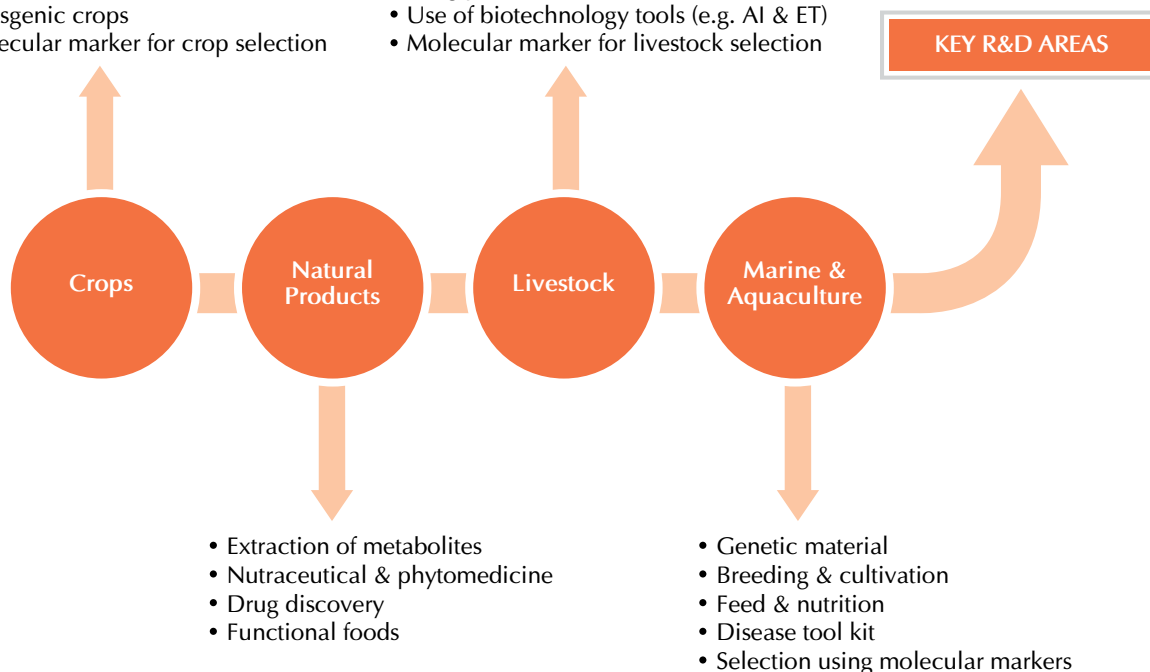 sgenic crops
ecular marker for crop selection
• Use of biotechnology tools (e.g. AI & ET)
• Molecular marker for livestock selection
KEY R&D AREAS
Crops
Natural
Products
Livestock
Marine &
Aquaculture
• Extraction of metabolites
• Nutraceutical & phytomedicine
• Drug discovery
• Functional foods
• Genetic material
• Breeding & cultivation
• Feed & nutrition
• Disease tool kit
• Selection using molecular markers